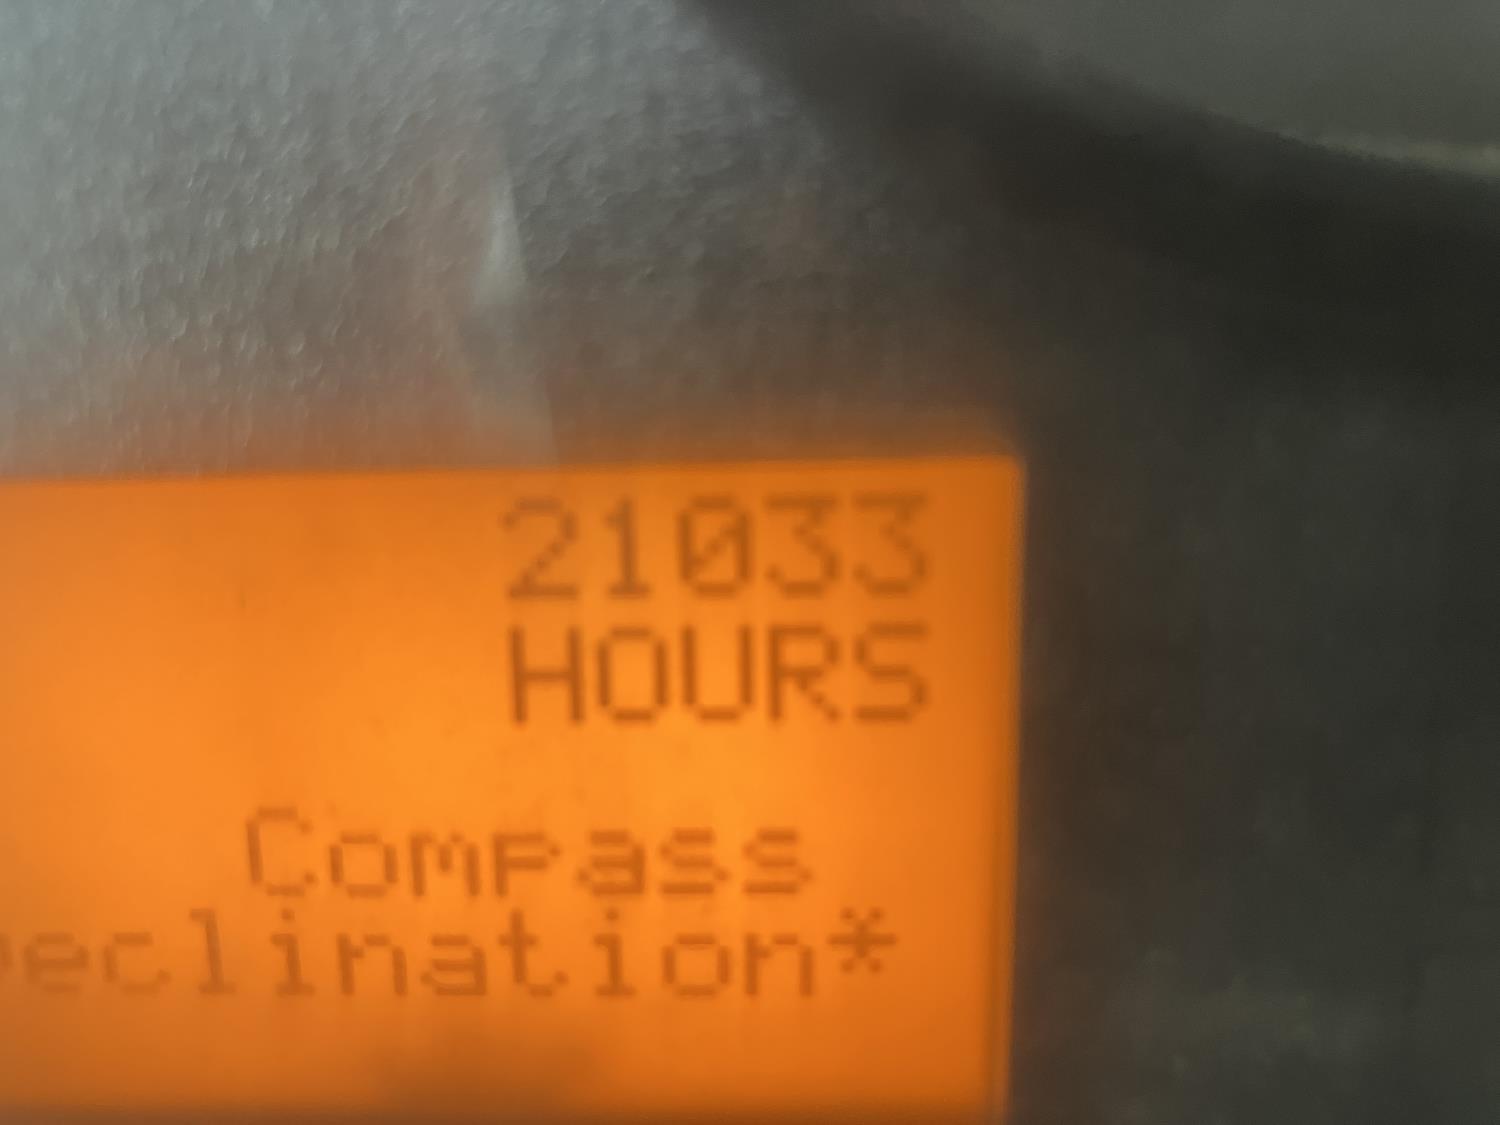 21033
HOURS
Compass
eclination*